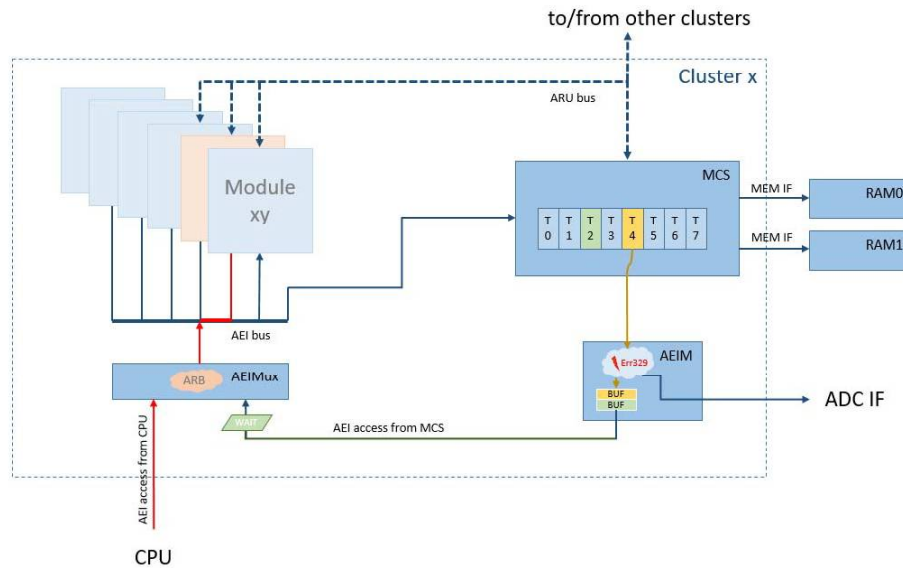 to/from other clusters
Cluster x
ARU bus
Module
xy
MCS
T T T T T T T T
0 1 2 3 4 5 6 7
MEM IF
RAM0
MEM IF
RAM1
AEI bus
AEIM
Err329
BUF
BUF
ARB
AEIMux
ADC IF
WAIT
AEI access from MCS
AEI access from CPU
CPU